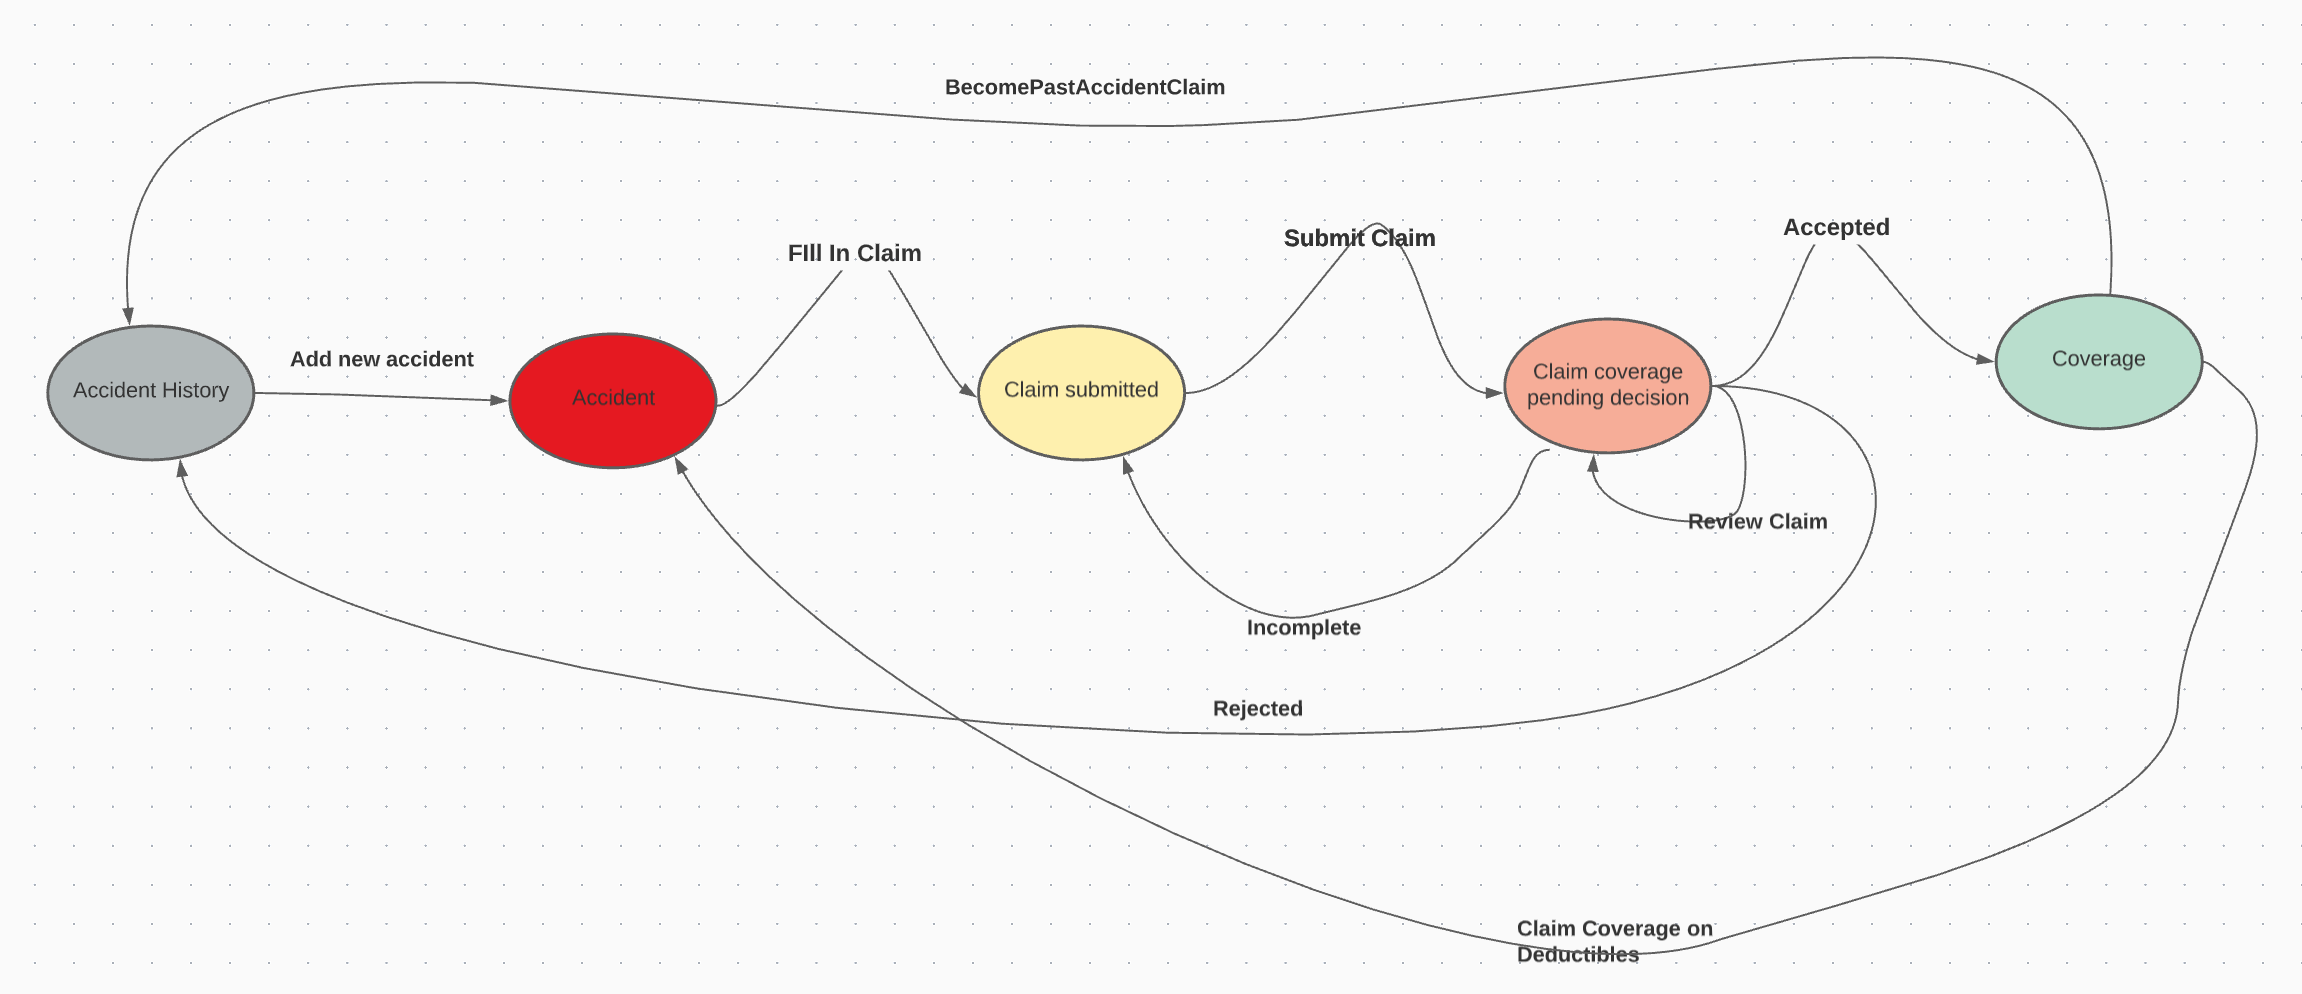 BecomePastAccidentClaim
Accepted
Submit Claim
FIll In Claim
Add new accident
Accident History
Accident
Claim submitted
Claim coverage
pending decision
Coverage
Review Claim
Incomplete
Rejected
Claim Coverage on
Deductibles